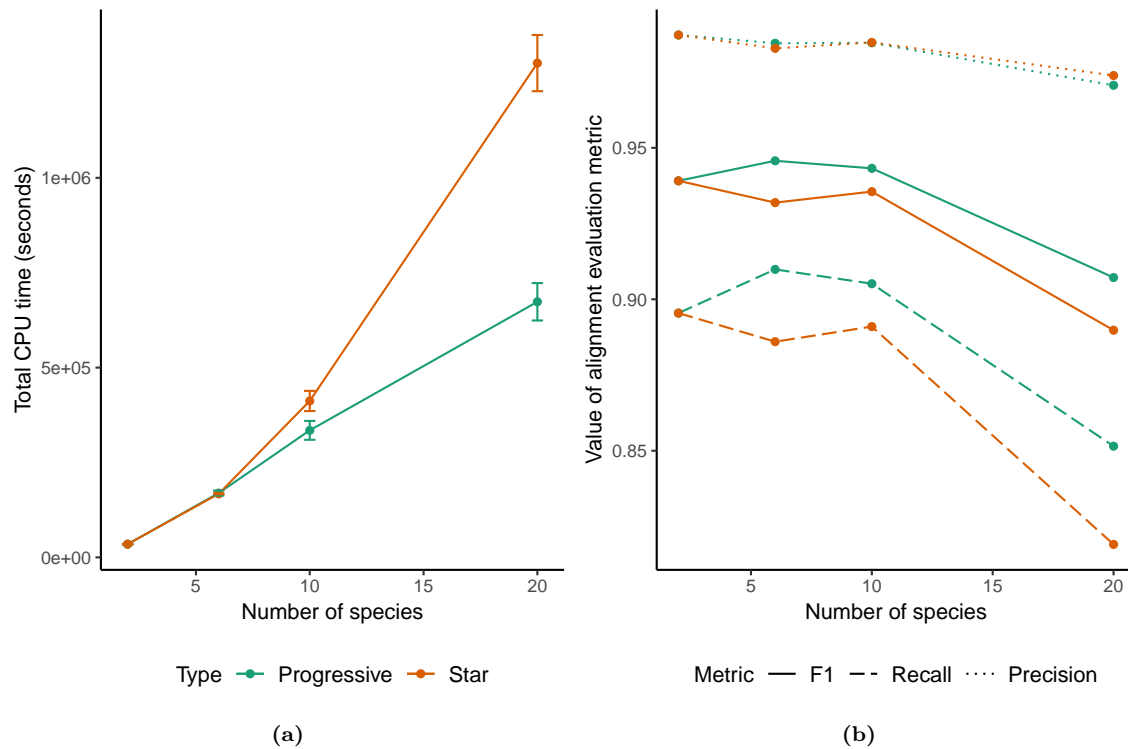 Total CPU time (seconds)
1e+06
5e+05
0e+00
5 10 15 20
Number of species
Type Progressive Star
(a)
Value of alignment evaluation metric
0.95
0.90
0.85
5 10 15 20
Number of species
Metric F1 Recall Precision
(b)